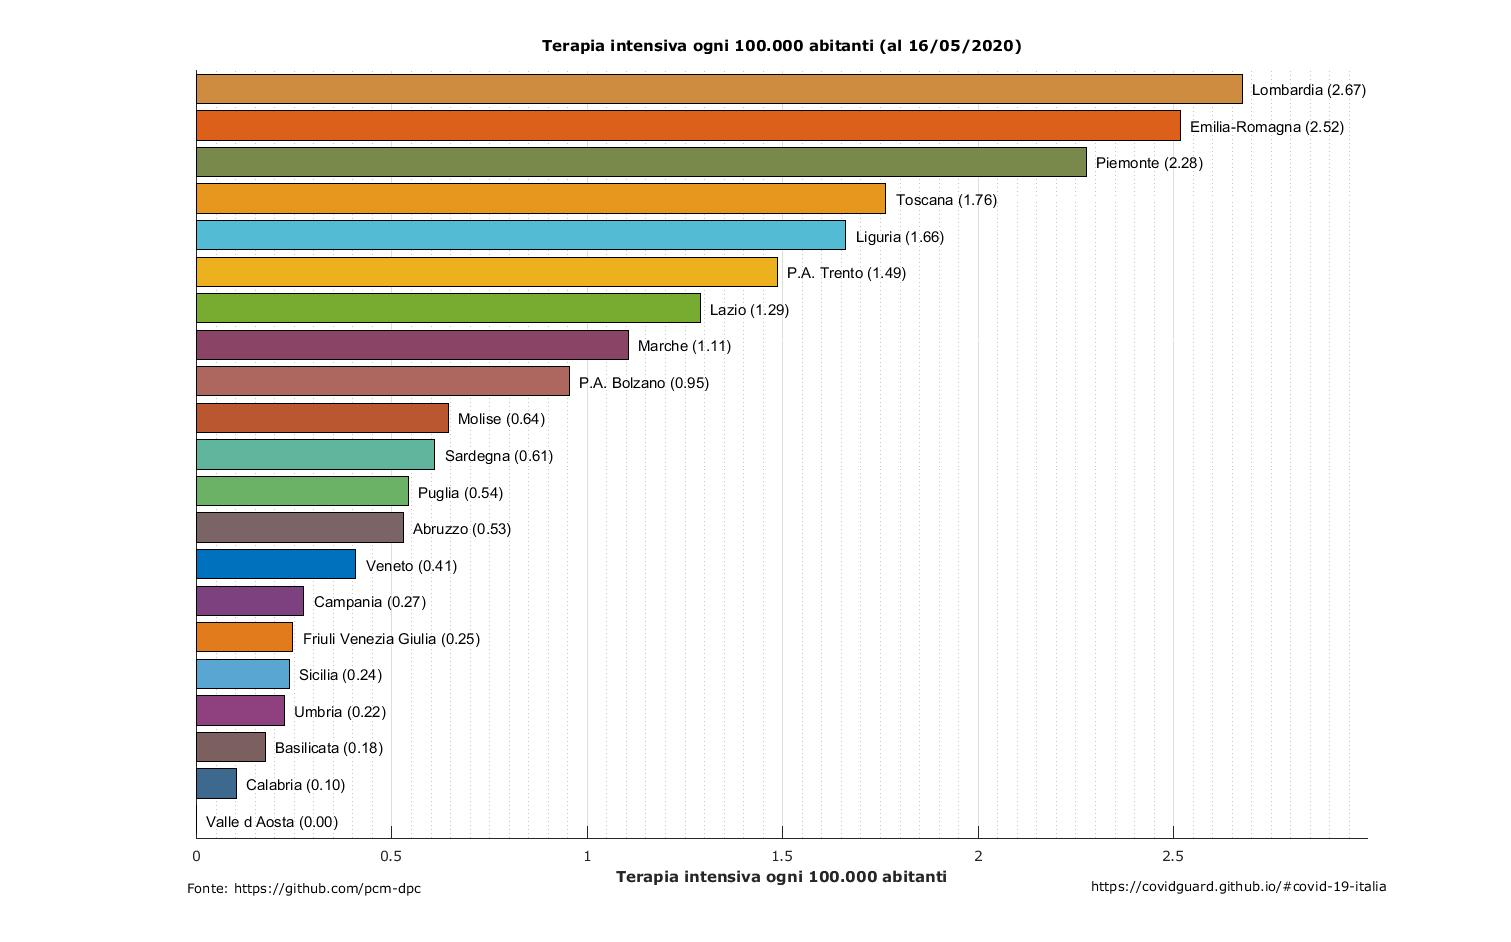 Terapia intensiva ogni 100.000 abitanti (al 16/05/2020)
Lombardia (2.67)
Emilia-Romagna (2.52)
Piemonte (2.28)
Toscana (1.76)
Liguria (1.66)
P.A. Trento (1.49)
Lazio (1.29)
Marche (1.11)
P.A. Bolzano (0.95)
Molise (0.64)
Sardegna (0.61)
Puglia (0.54)
Abruzzo (0.53)
Veneto (0.41)
Campania (0.27)
Friuli Venezia Giulia (0.25)
Sicilia (0.24)
Umbria (0.22)
Basilicata (0.18)
Calabria (0.10)
Valle d Aosta (0.00)
0 0.5 1 1.5 2 2.5
Terapia intensiva ogni 100.000 abitanti
Fonte: https://github.com/pcm-dpc
https://covidguard.github.io/#covid-19-italia